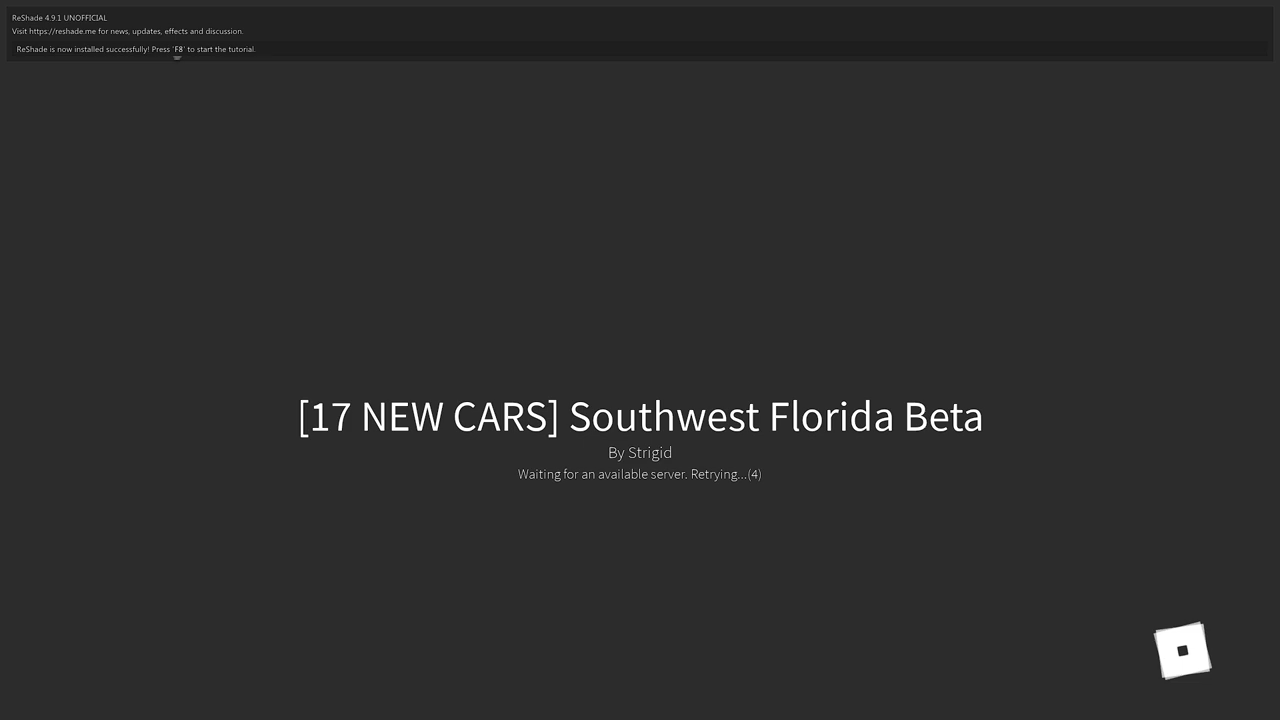 ReShade 4.9.1 UNOFFICIAL
Visit https://reshade.me for news, updates, effects and discussion.
ReShade is now installed successfully! Press 'F8' to start the tutorial.
[17 NEW CARS] Southwest Florida Beta
By Strigid
Waiting for an available server. Retrying...(4)